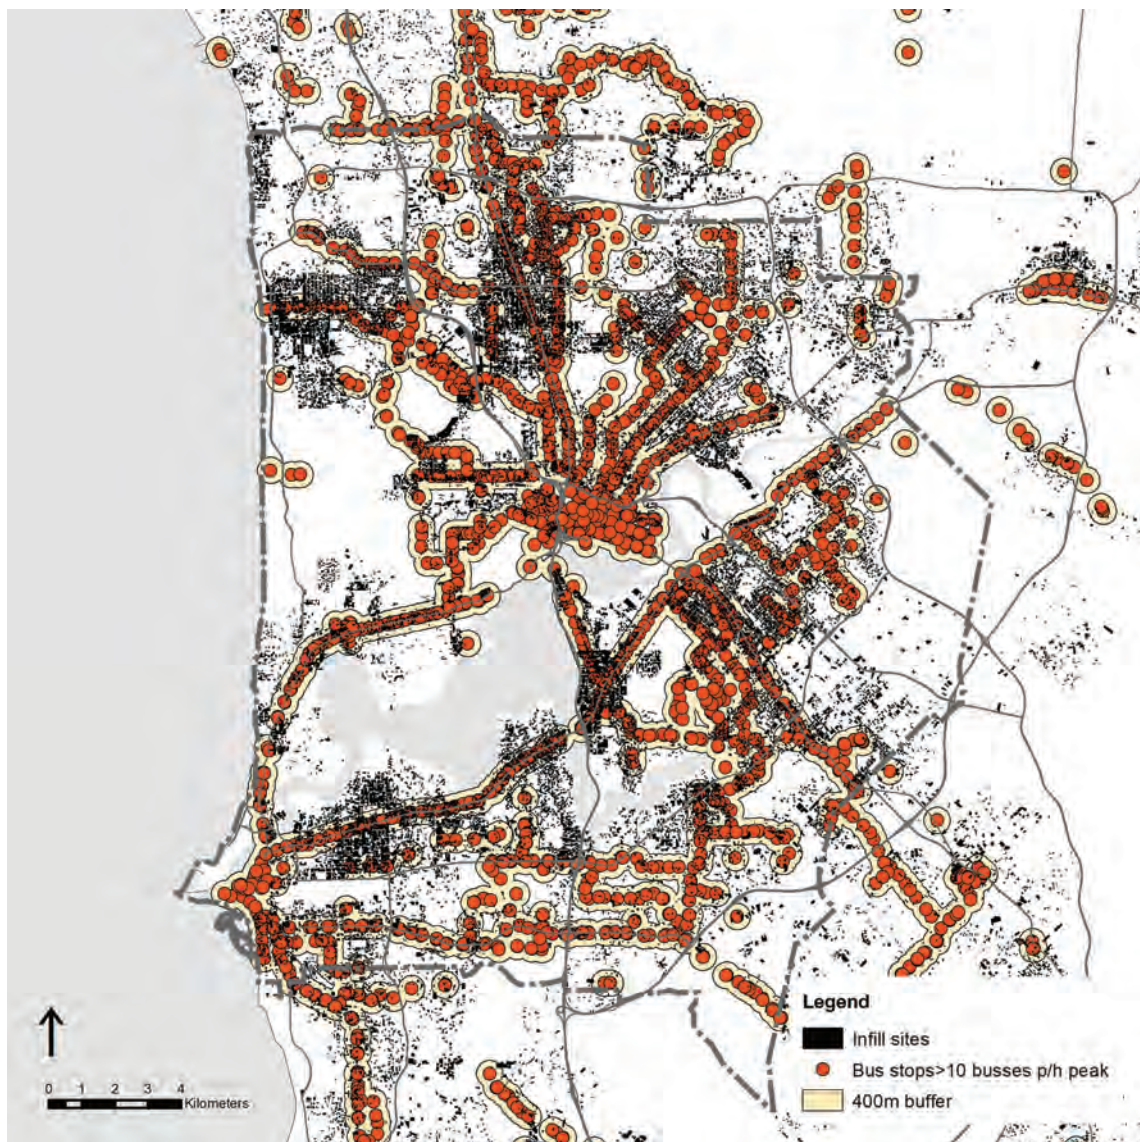 Legend
Infill sites
Bus stops>10 busses p/h peak
400m buffer
0 1 2 3 4
Kilometers